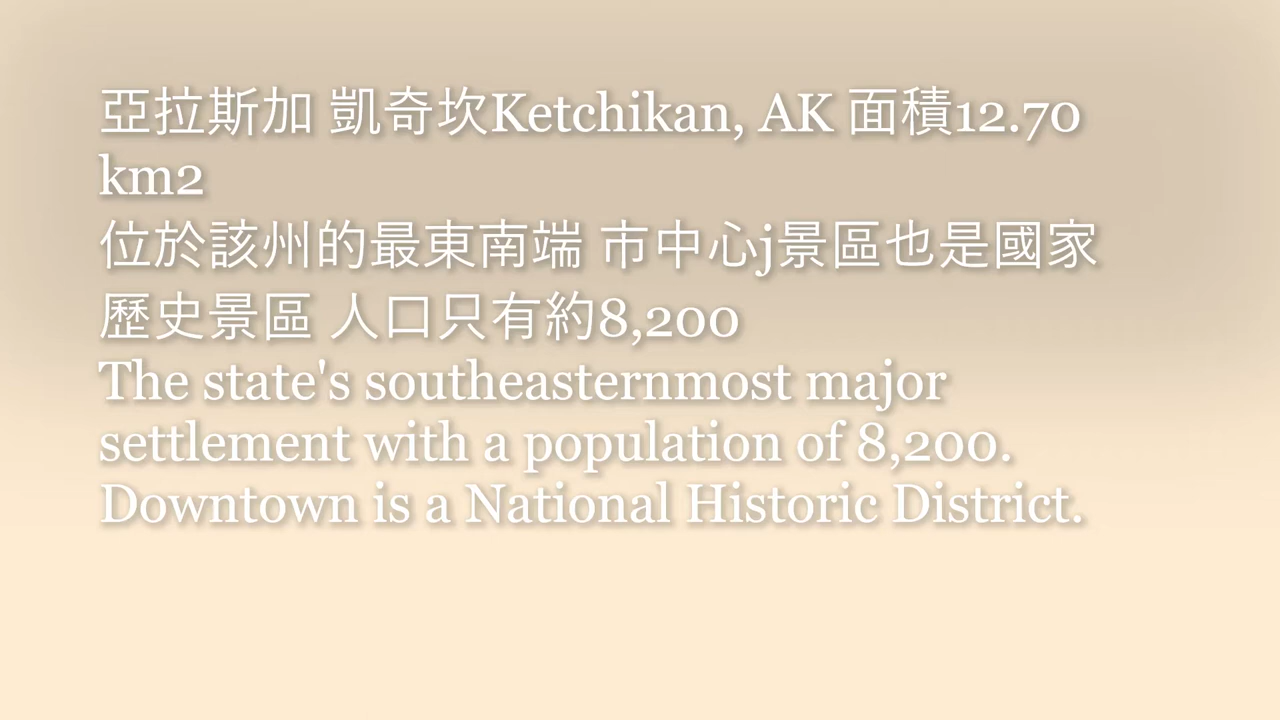 亞拉斯加 凱奇坎Ketchikan, AK 面積12.70
km2
位於該州的最東南端 市中心j景區也是國家
歷史景區 人口只有約8,200
The state's southeasternmost major
settlement with a population of 8,200.
Downtown is a National Historic District.